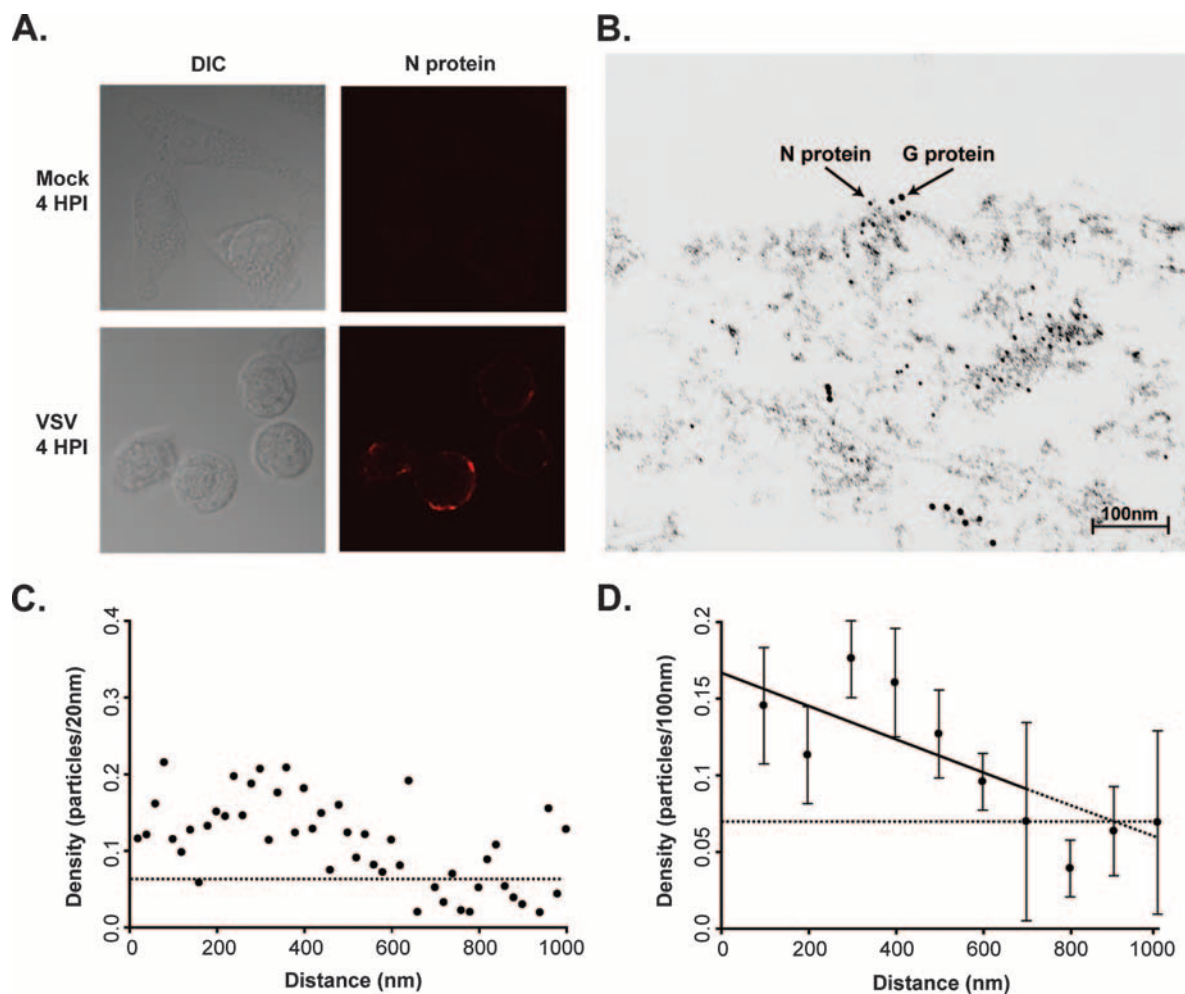 A.
DIC
N protein
Mock
4 HPI
VSV
4 HPI
B.
N protein
G protein
100nm
C.
Density (particles/20nm)
0.4
0.3
0.2
0.1
0.0
0
200
400
600
800
1000
Distance (nm)
D.
Density (particles/100nm)
0.2
0.15
0.1
0.05
0.0
0
200
400
600
800
1000
Distance (nm)